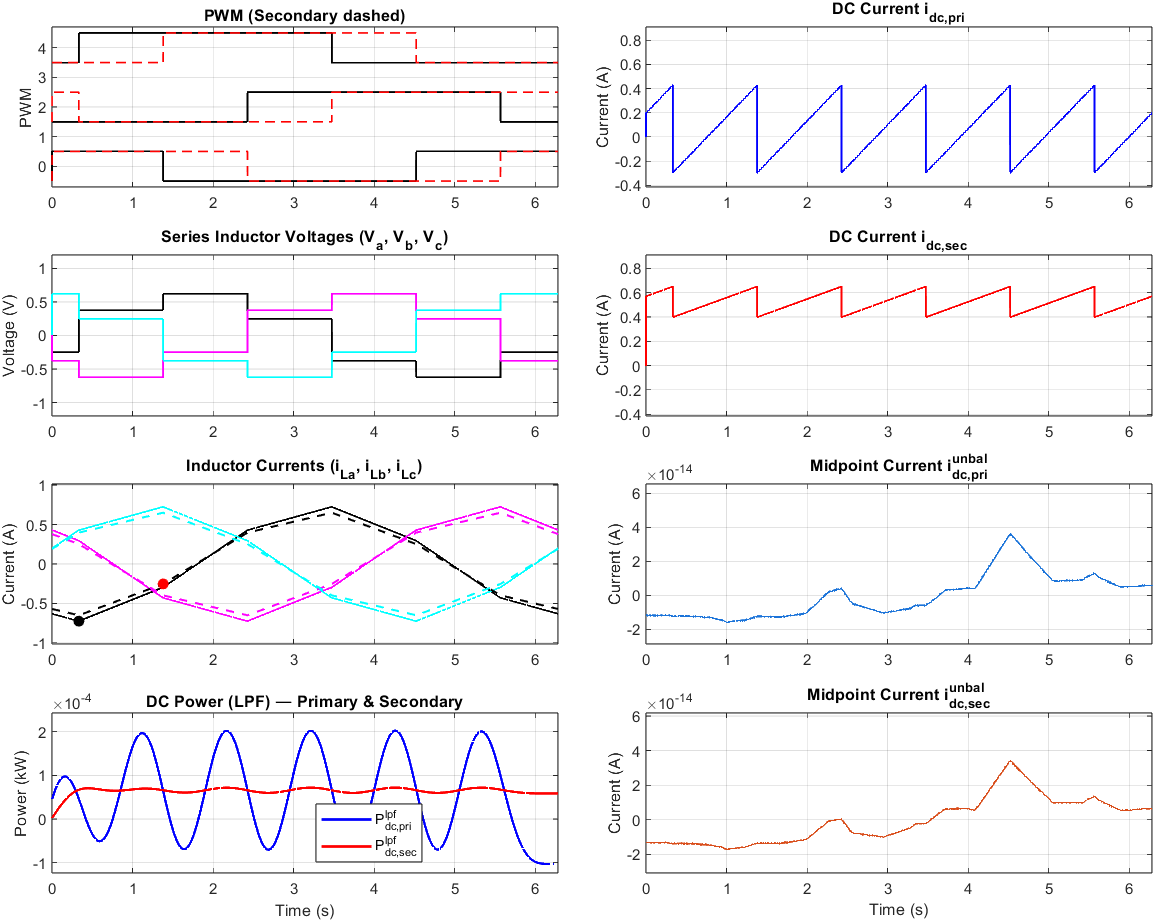 PWM (Secondary dashed)
PWM
4
3
2
1
0
0 1 2 3 4 5 6
DC Current i_dc,pri
Current (A)
0.8
0.6
0.4
0.2
0
-0.2
-0.4
0 1 2 3 4 5 6
Series Inductor Voltages (V_a, V_b, V_c)
Voltage (V)
1
0.5
0
-0.5
-1
0 1 2 3 4 5 6
DC Current i_dc,sec
Current (A)
0.8
0.6
0.4
0.2
0
-0.2
-0.4
0 1 2 3 4 5 6
Inductor Currents (i_La, i_Lb, i_Lc)
Current (A)
1
0.5
0
-0.5
-1
0 1 2 3 4 5 6
Midpoint Current i_dc,pri^unbal
×10^-14
Current (A)
6
4
2
0
-2
0 1 2 3 4 5 6
DC Power (LPF) — Primary & Secondary
×10^-4
Power (kW)
2
1
0
-1
P_dc,pri^lpf
P_dc,sec^lpf
0 1 2 3 4 5 6
Time (s)
Midpoint Current i_dc,sec^unbal
×10^-14
Current (A)
6
4
2
0
-2
0 1 2 3 4 5 6
Time (s)